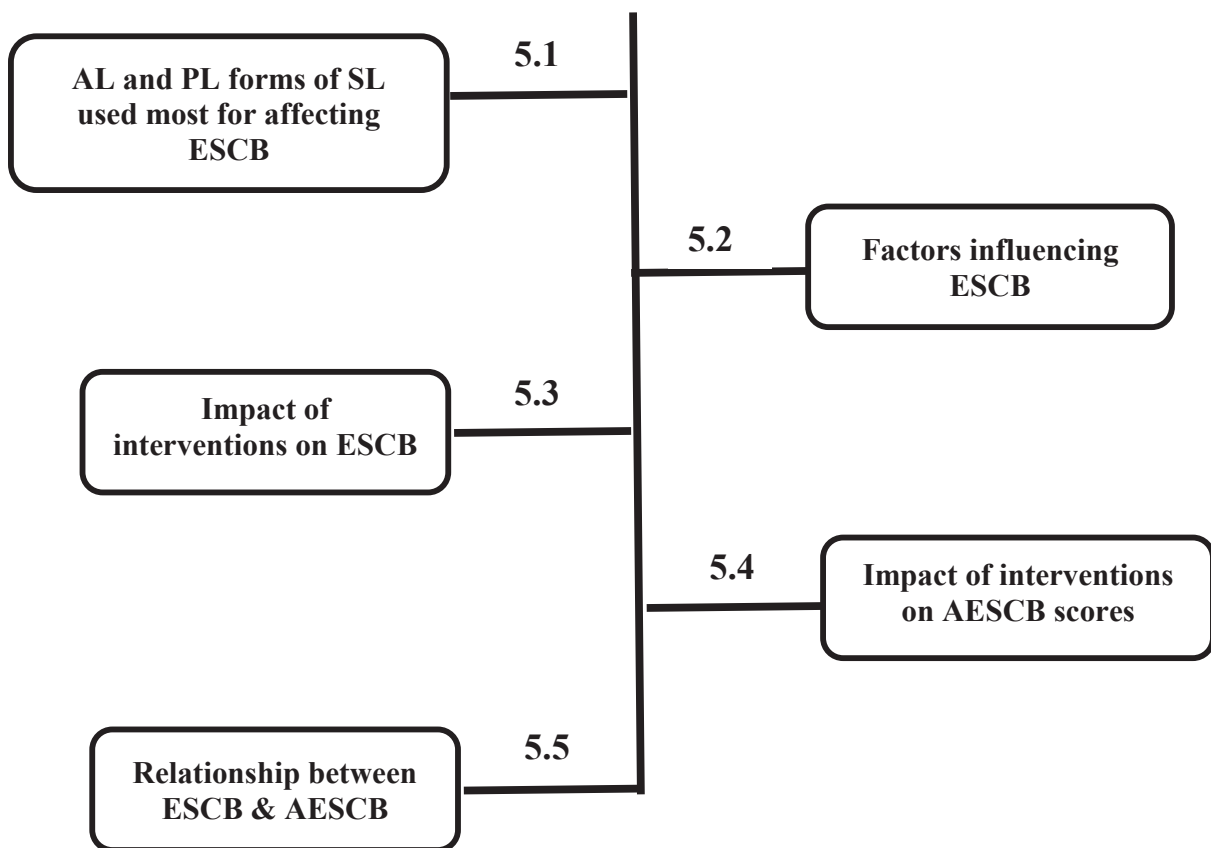 5.1
AL and PL forms of SL
used most for affecting
ESCB
5.2
Factors influencing
ESCB
5.3
Impact of
interventions on ESCB
5.4
Impact of interventions
on AESCB scores
5.5
Relationship between
ESCB & AESCB